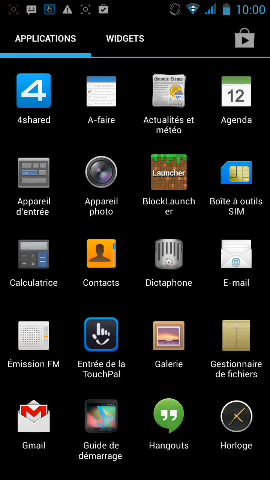 10:00
APPLICATIONS WIDGETS
4shared A-faire Actualités et météo Agenda
12
Appareil d'entrée Appareil photo BlockLaunch er Boîte à outils SIM
Launcher
Calculatrice Contacts Dictaphone E-mail
Émission FM Entrée de la TouchPal Galerie Gestionnaire de fichiers
Gmail Guide de démarrage Hangouts Horloge